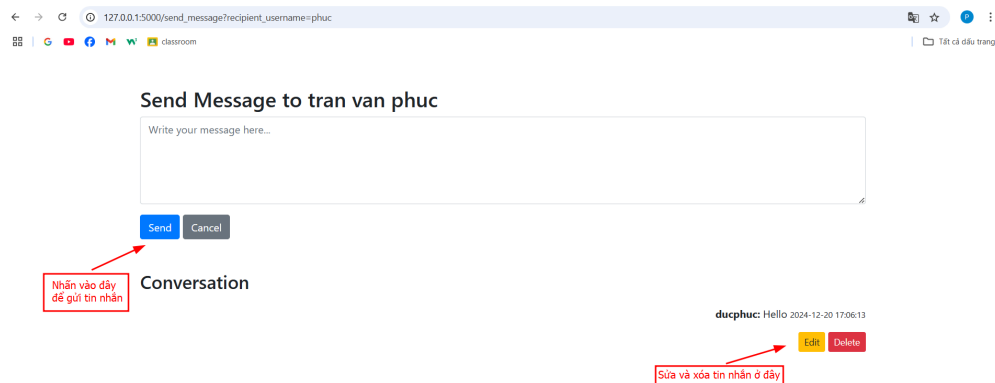 127.0.0.1:5000/send_message?recipient_username=phuc
P
classroom
Tất cả dấu trang
Send Message to tran van phuc
Write your message here...
Send Cancel
Nhấn vào đây
để gửi tin nhắn
Conversation
ducphuc: Hello 2024-12-20 17:06:13
Edit Delete
Sửa và xóa tin nhắn ở đây